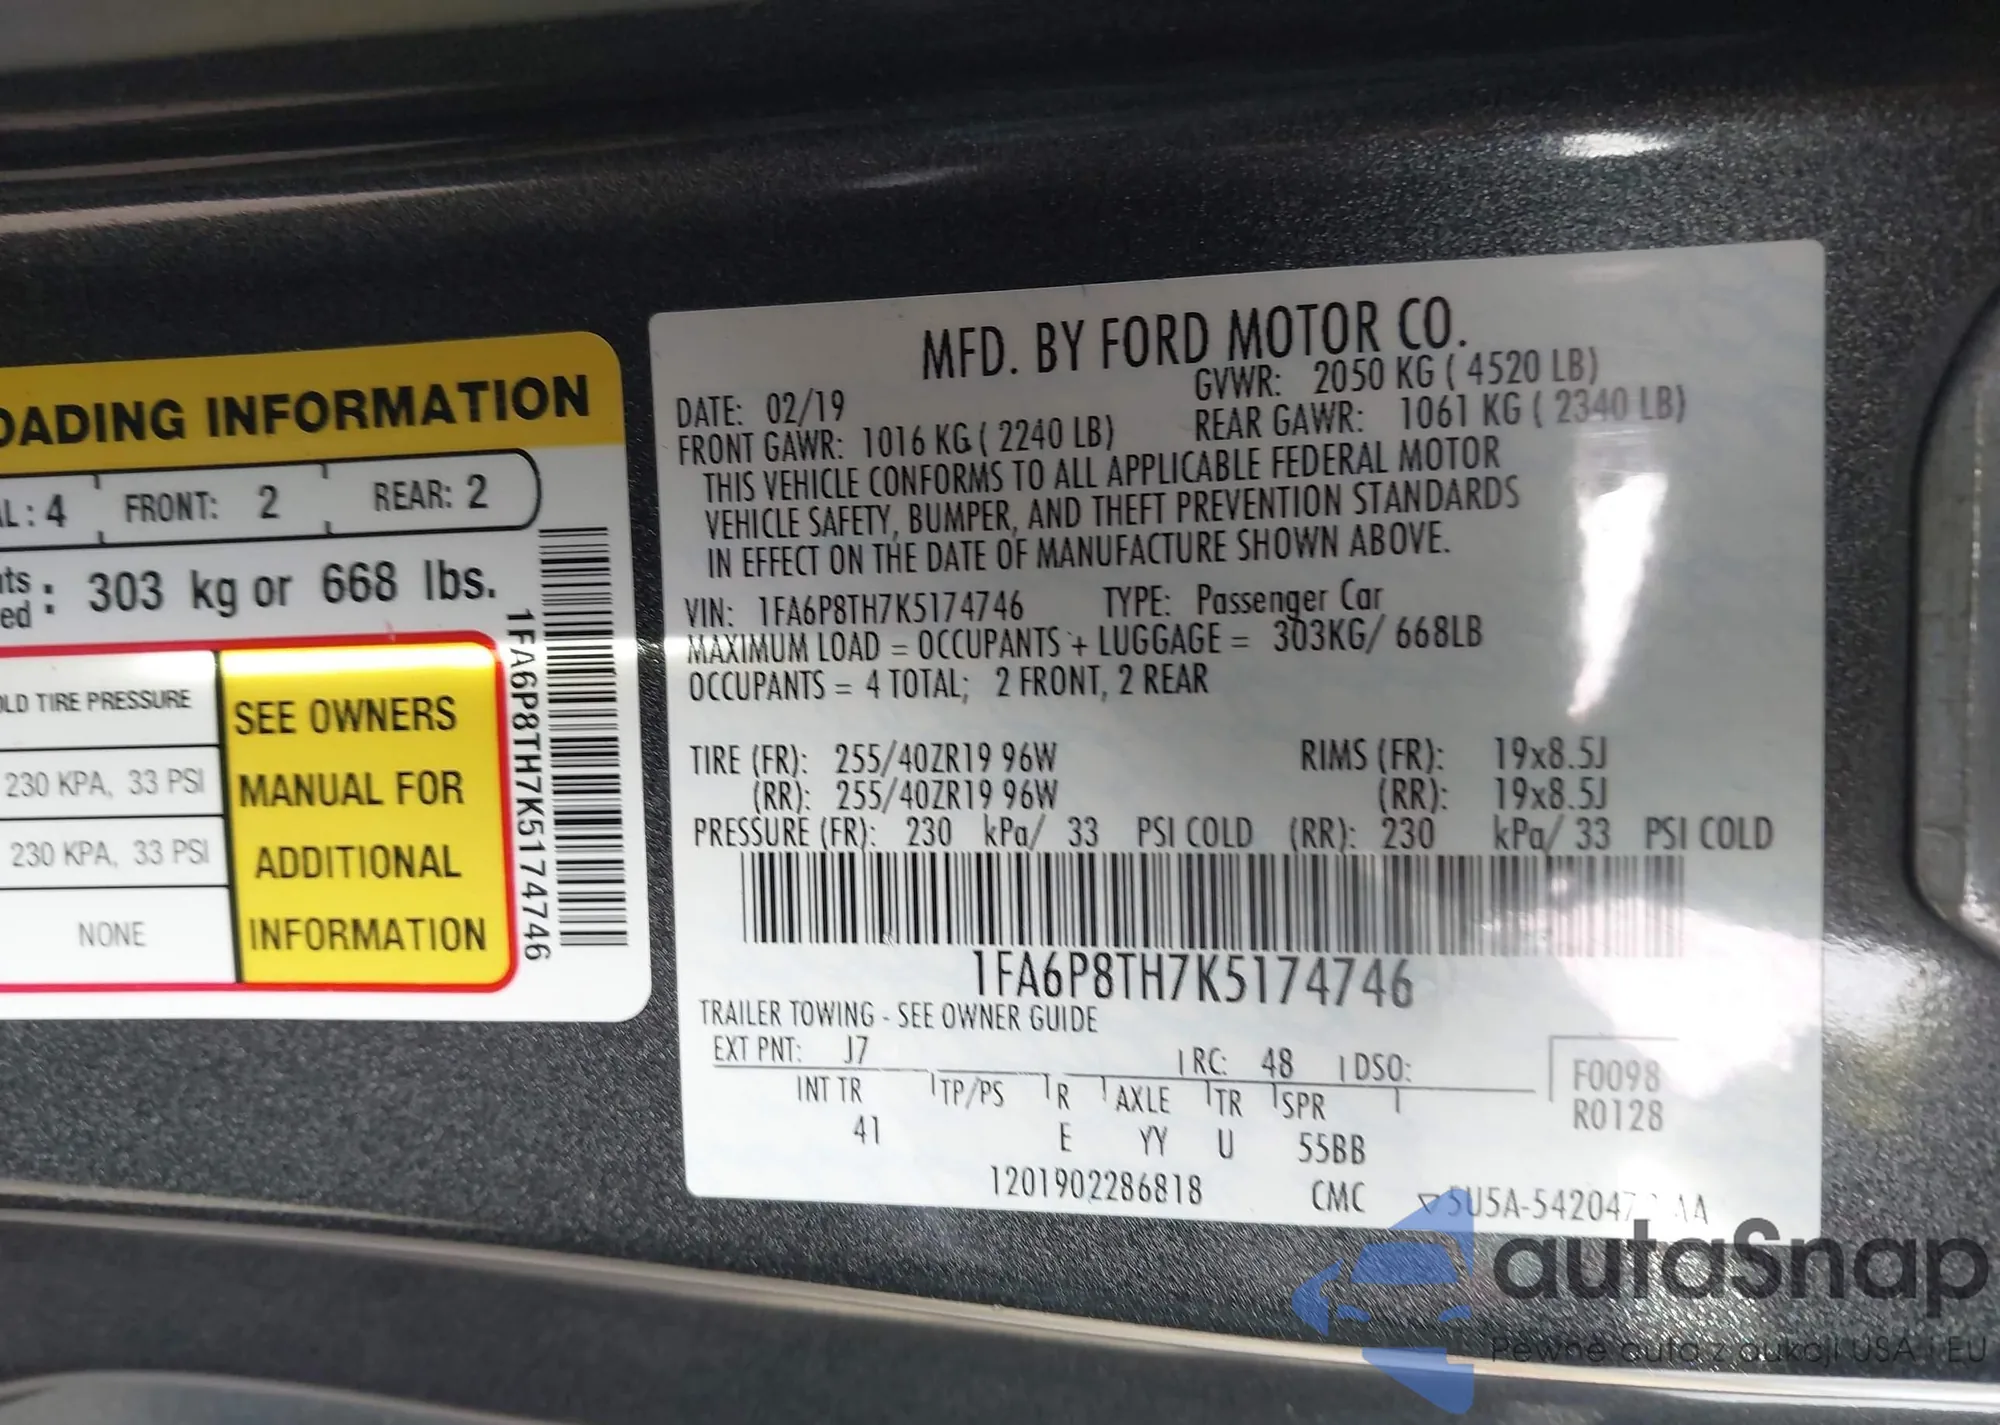 OADING INFORMATION
AL: 4 FRONT: 2 REAR: 2
nts
ed : 303 kg or 668 lbs.
OLD TIRE PRESSURE
230 KPA, 33 PSI
230 KPA, 33 PSI
NONE
SEE OWNERS
MANUAL FOR
ADDITIONAL
INFORMATION
1FA6P8TH7K5174746
MFD. BY FORD MOTOR CO.
DATE: 02/19 GVWR: 2050 KG ( 4520 LB)
FRONT GAWR: 1016 KG ( 2240 LB) REAR GAWR: 1061 KG ( 2340 LB)
THIS VEHICLE CONFORMS TO ALL APPLICABLE FEDERAL MOTOR
VEHICLE SAFETY, BUMPER, AND THEFT PREVENTION STANDARDS
IN EFFECT ON THE DATE OF MANUFACTURE SHOWN ABOVE.
VIN: 1FA6P8TH7K5174746 TYPE: Passenger Car
MAXIMUM LOAD = OCCUPANTS + LUGGAGE = 303KG/ 668LB
OCCUPANTS = 4 TOTAL; 2 FRONT, 2 REAR
TIRE (FR): 255/40ZR19 96W RIMS (FR): 19x8.5J
(RR): 255/40ZR19 96W (RR): 19x8.5J
PRESSURE (FR): 230 kPa/ 33 PSI COLD (RR): 230 kPa/ 33 PSI COLD
1FA6P8TH7K5174746
TRAILER TOWING - SEE OWNER GUIDE
EXT PNT: J7 RC: 48 DSO:
INT TR TP/PS R AXLE TR SPR
41 E YY U 55BB
F0098
R0128
1201902286818 CMC
autaSnap
Pewne auta z aukcji USA i EU